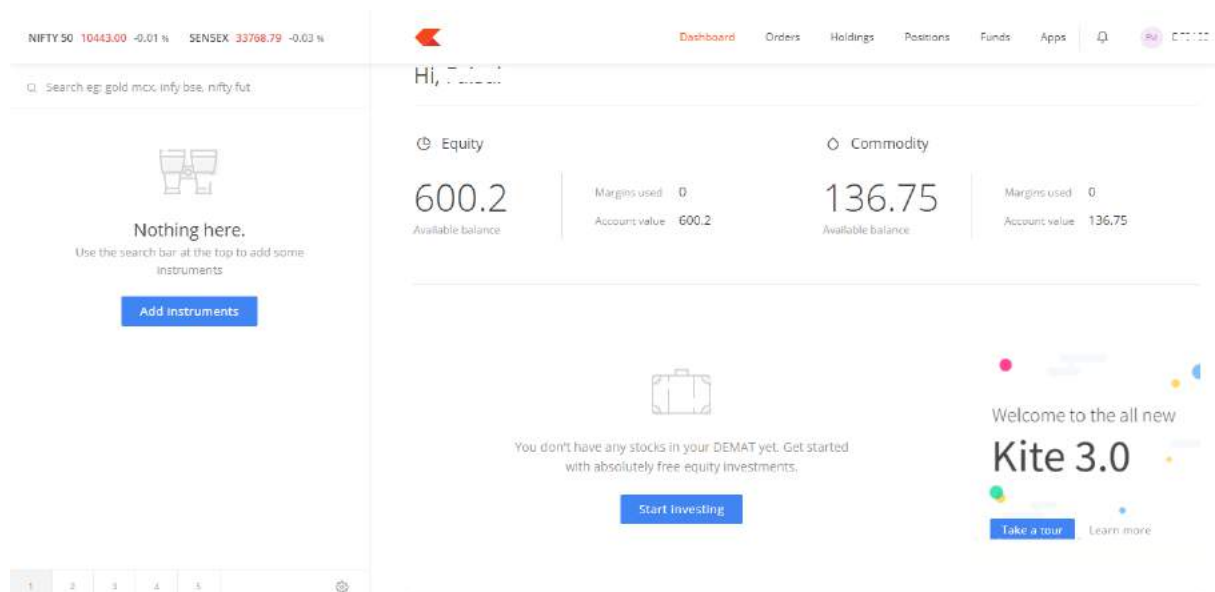 NIFTY 50 10443.00 -0.01 % SENSEX 33768.79 -0.03 %
Dashboard Orders Holdings Positions Funds Apps
Search eg: gold mcx, infy bse, nifty fut
Nothing here.
Use the search bar at the top to add some
instruments
Add instruments
1 2 3 4 5
Hi,
Equity
600.2
Available balance
Margins used 0
Account value 600.2
Commodity
136.75
Available balance
Margins used 0
Account value 136.75
You don't have any stocks in your DEMAT yet. Get started
with absolutely free equity investments.
Start investing
Welcome to the all new
Kite 3.0
Take a tour Learn more